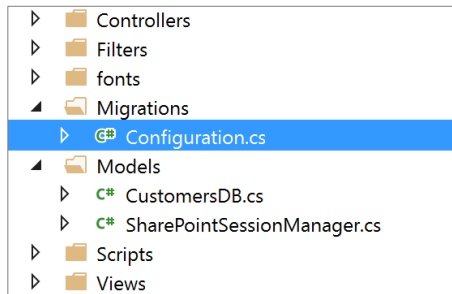 Controllers
Filters
fonts
Migrations
C# Configuration.cs
Models
C# CustomersDB.cs
C# SharePointSessionManager.cs
Scripts
Views